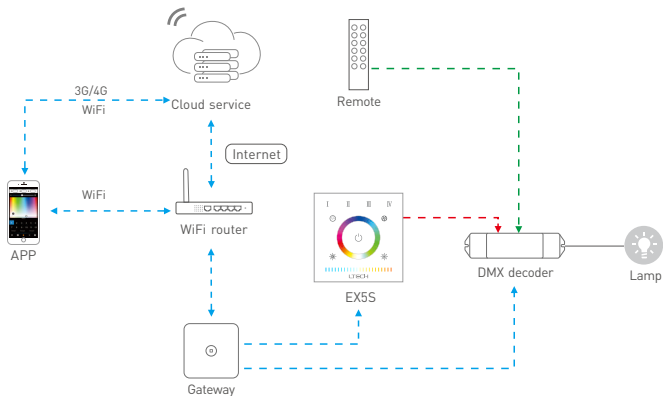 3G/4G
WiFi
Cloud service
Remote
Internet
WiFi
WiFi router
APP
I II III IV
LTECH
EX5S
DMX decoder
Lamp
Gateway